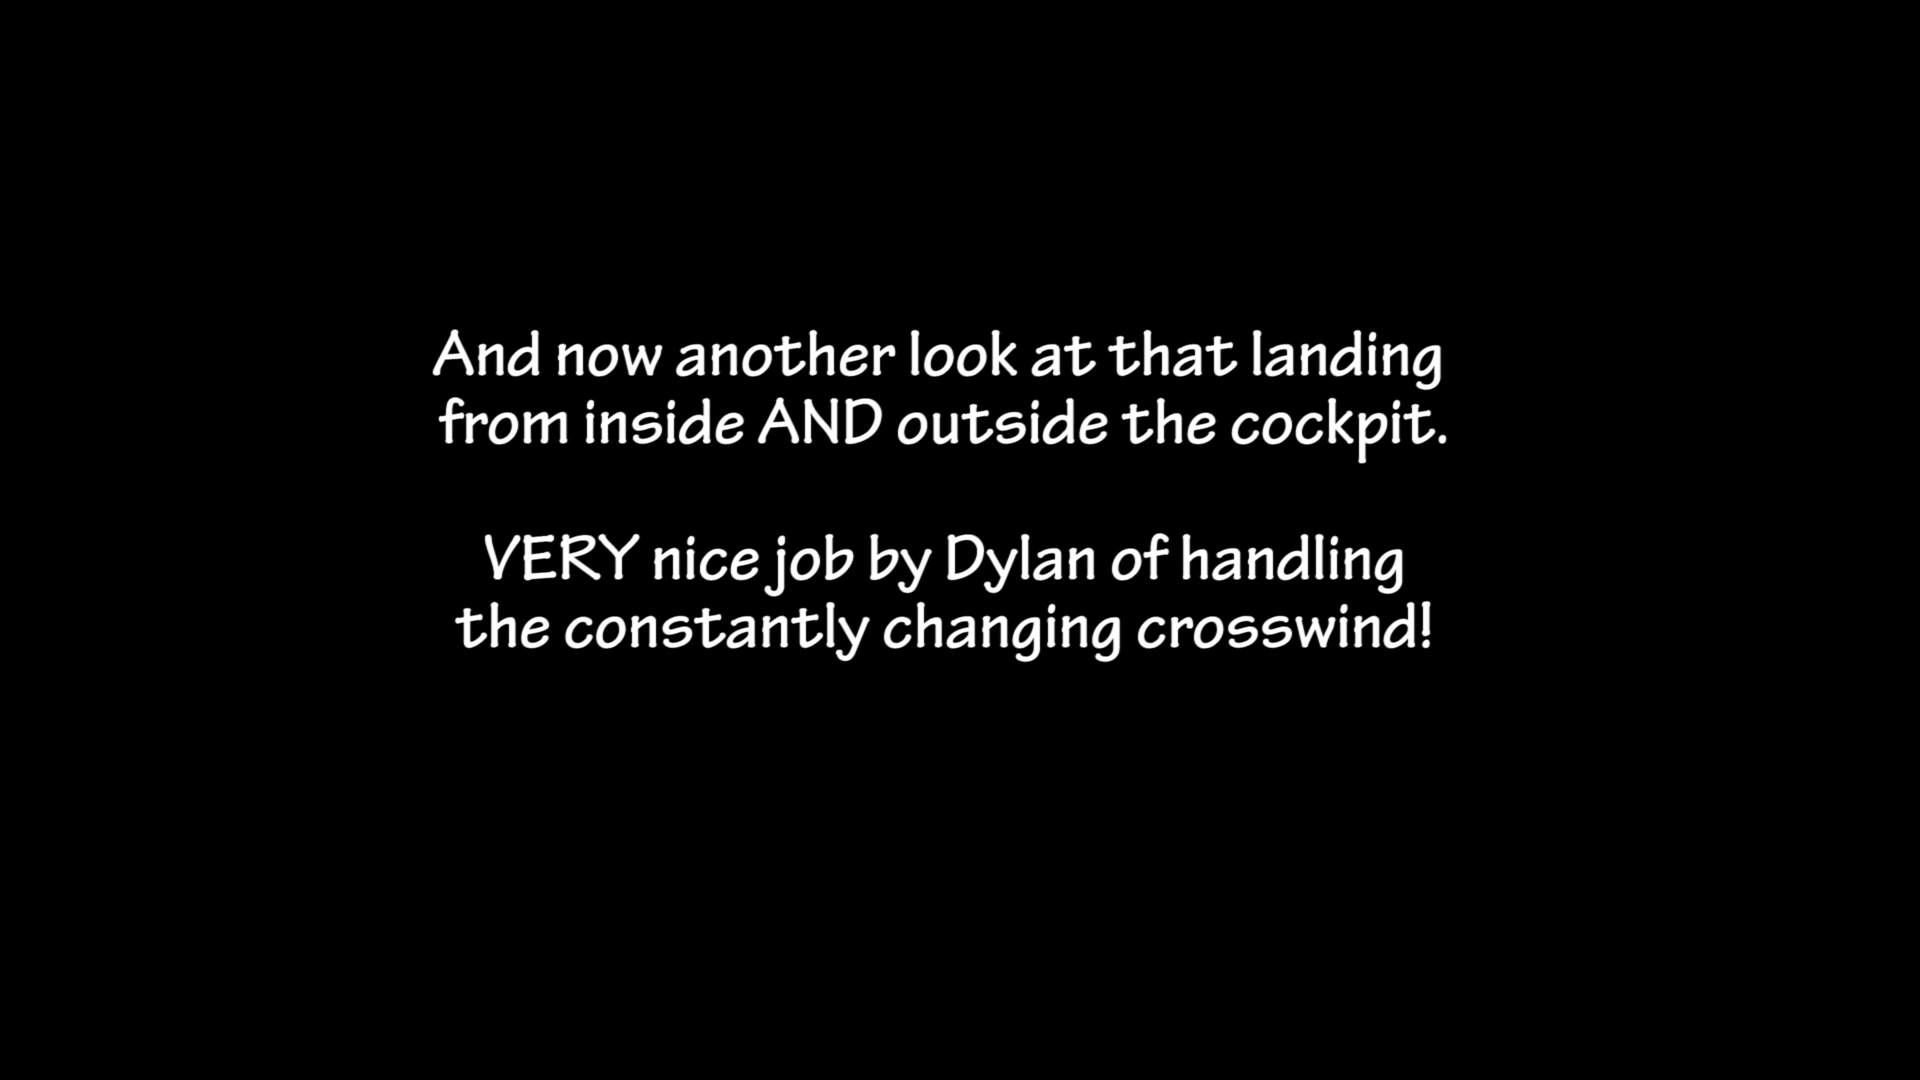 And now another look at that landing
from inside AND outside the cockpit.
VERY nice job by Dylan of handling
the constantly changing crosswind!